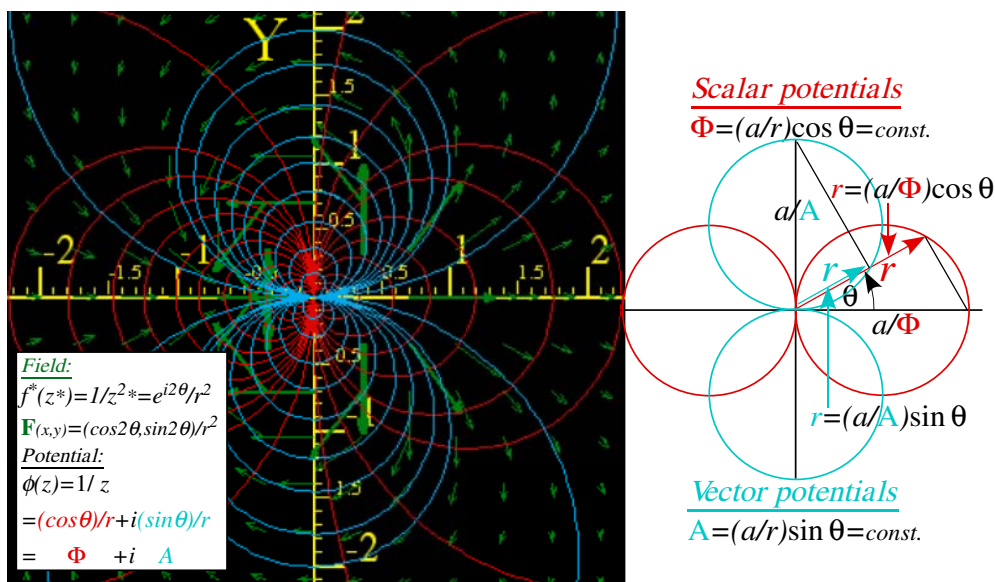 Y
2
1.5
1
0.5
-2
-1.5
-1
-0.5
0.5
1
1.5
2
0.5
-1
1.5
-2
Field:
f*(z*)=1/z²*=e^{i2θ}/r²
F(x,y)=(cos2θ,sin2θ)/r²
Potential:
ϕ(z)=1/ z
=(cosθ)/r+i(sinθ)/r
= Φ +i A
Scalar potentials
Φ=(a/r)cos θ=const.
r=(a/Φ)cos θ
a/A
r
r
θ
a/Φ
r=(a/A)sin θ
Vector potentials
A=(a/r)sin θ=const.